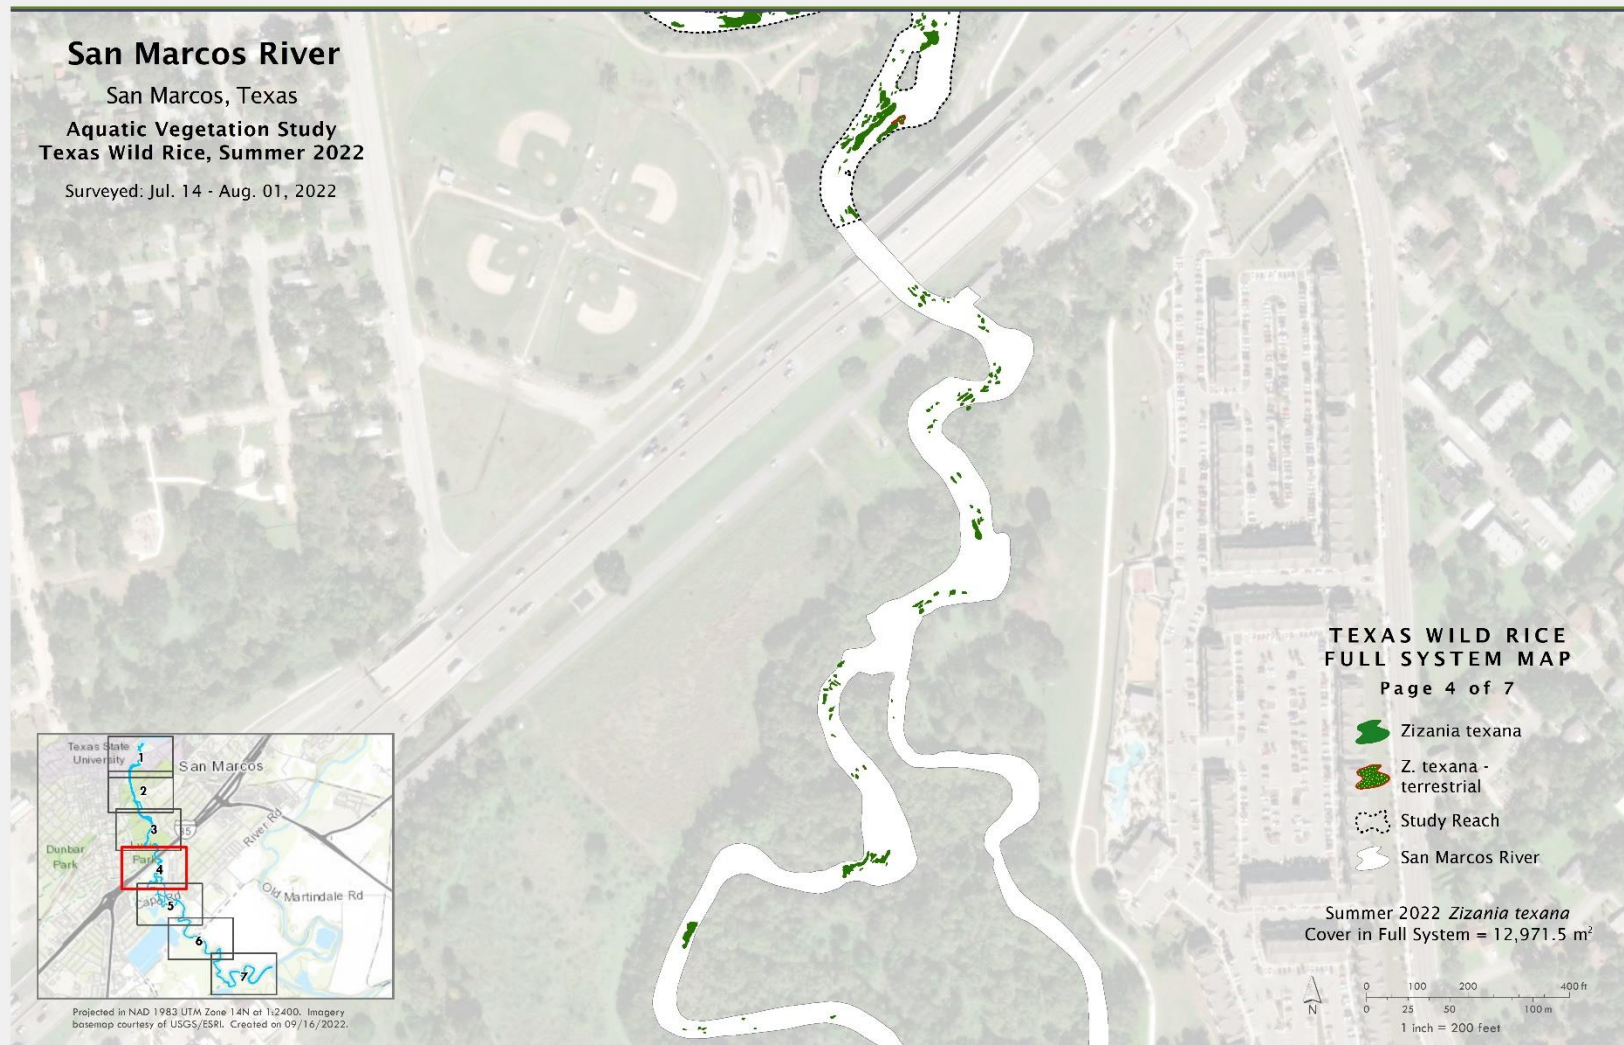 San Marcos River
San Marcos, Texas
Aquatic Vegetation Study
Texas Wild Rice, Summer 2022
Surveyed: Jul. 14 - Aug. 01, 2022
TEXAS WILD RICE
FULL SYSTEM MAP
Page 4 of 7
Zizania texana
Z. texana -
terrestrial
Study Reach
San Marcos River
Summer 2022 Zizania texana
Cover in Full System = 12,971.5 m²
0 100 200 400 ft
0 25 50 100 m
1 inch = 200 feet
N
Texas State
University
San Marcos
1
2
3
35
River Rd
Dunbar
Park
Park
4
Old Martindale Rd
5
6
7
Projected in NAD 1983 UTM Zone 14N at 1:2400. Imagery
basemap courtesy of USGS/ESRI. Created on 09/16/2022.